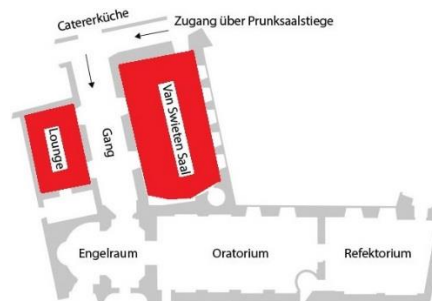 Catererküche
Zugang über Prunksaalstiege
Lounge
Gang
Van Swieten Saal
Engelraum
Oratorium
Refektorium